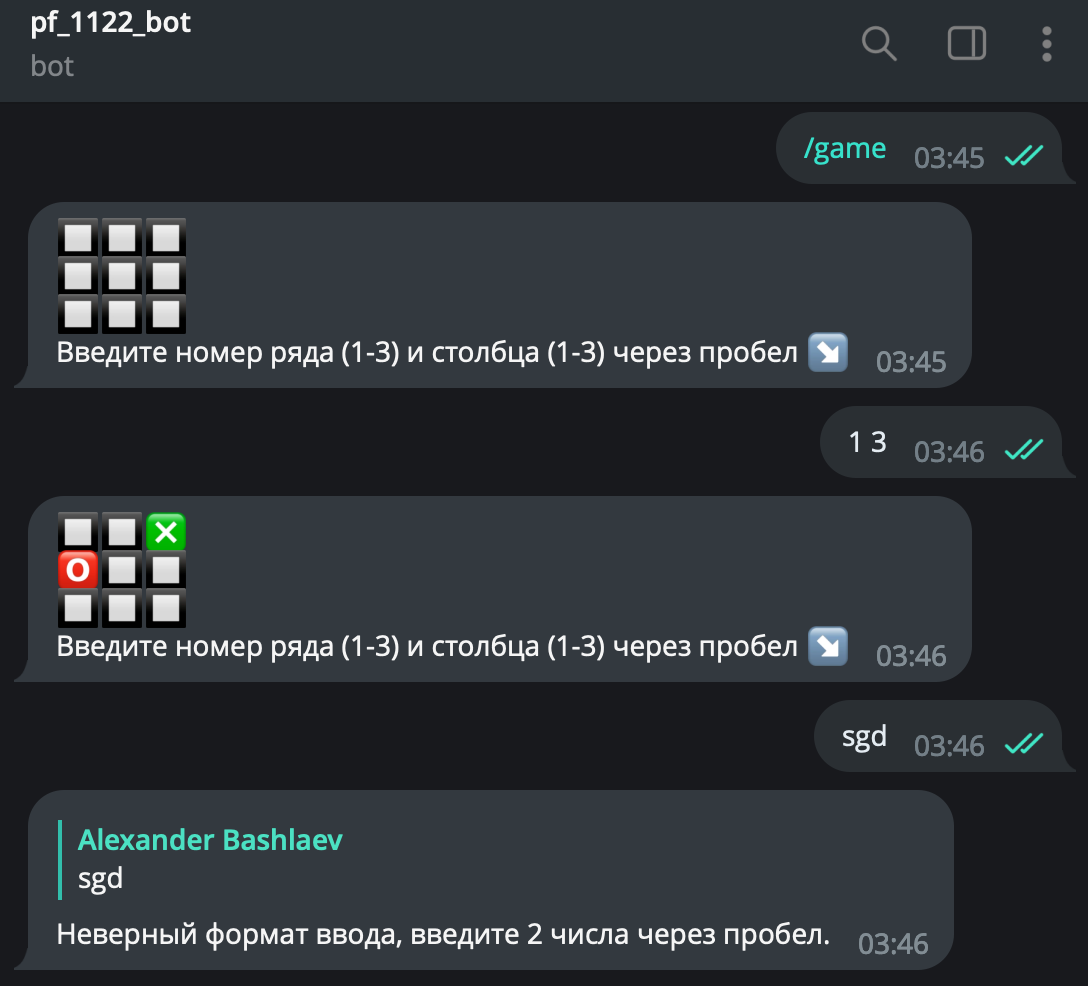 pf_1122_bot
bot
/game 03:45
Введите номер ряда (1-3) и столбца (1-3) через пробел 03:45
1 3 03:46
X
O
Введите номер ряда (1-3) и столбца (1-3) через пробел 03:46
sgd 03:46
Alexander Bashlaev
sgd
Неверный формат ввода, введите 2 числа через пробел. 03:46